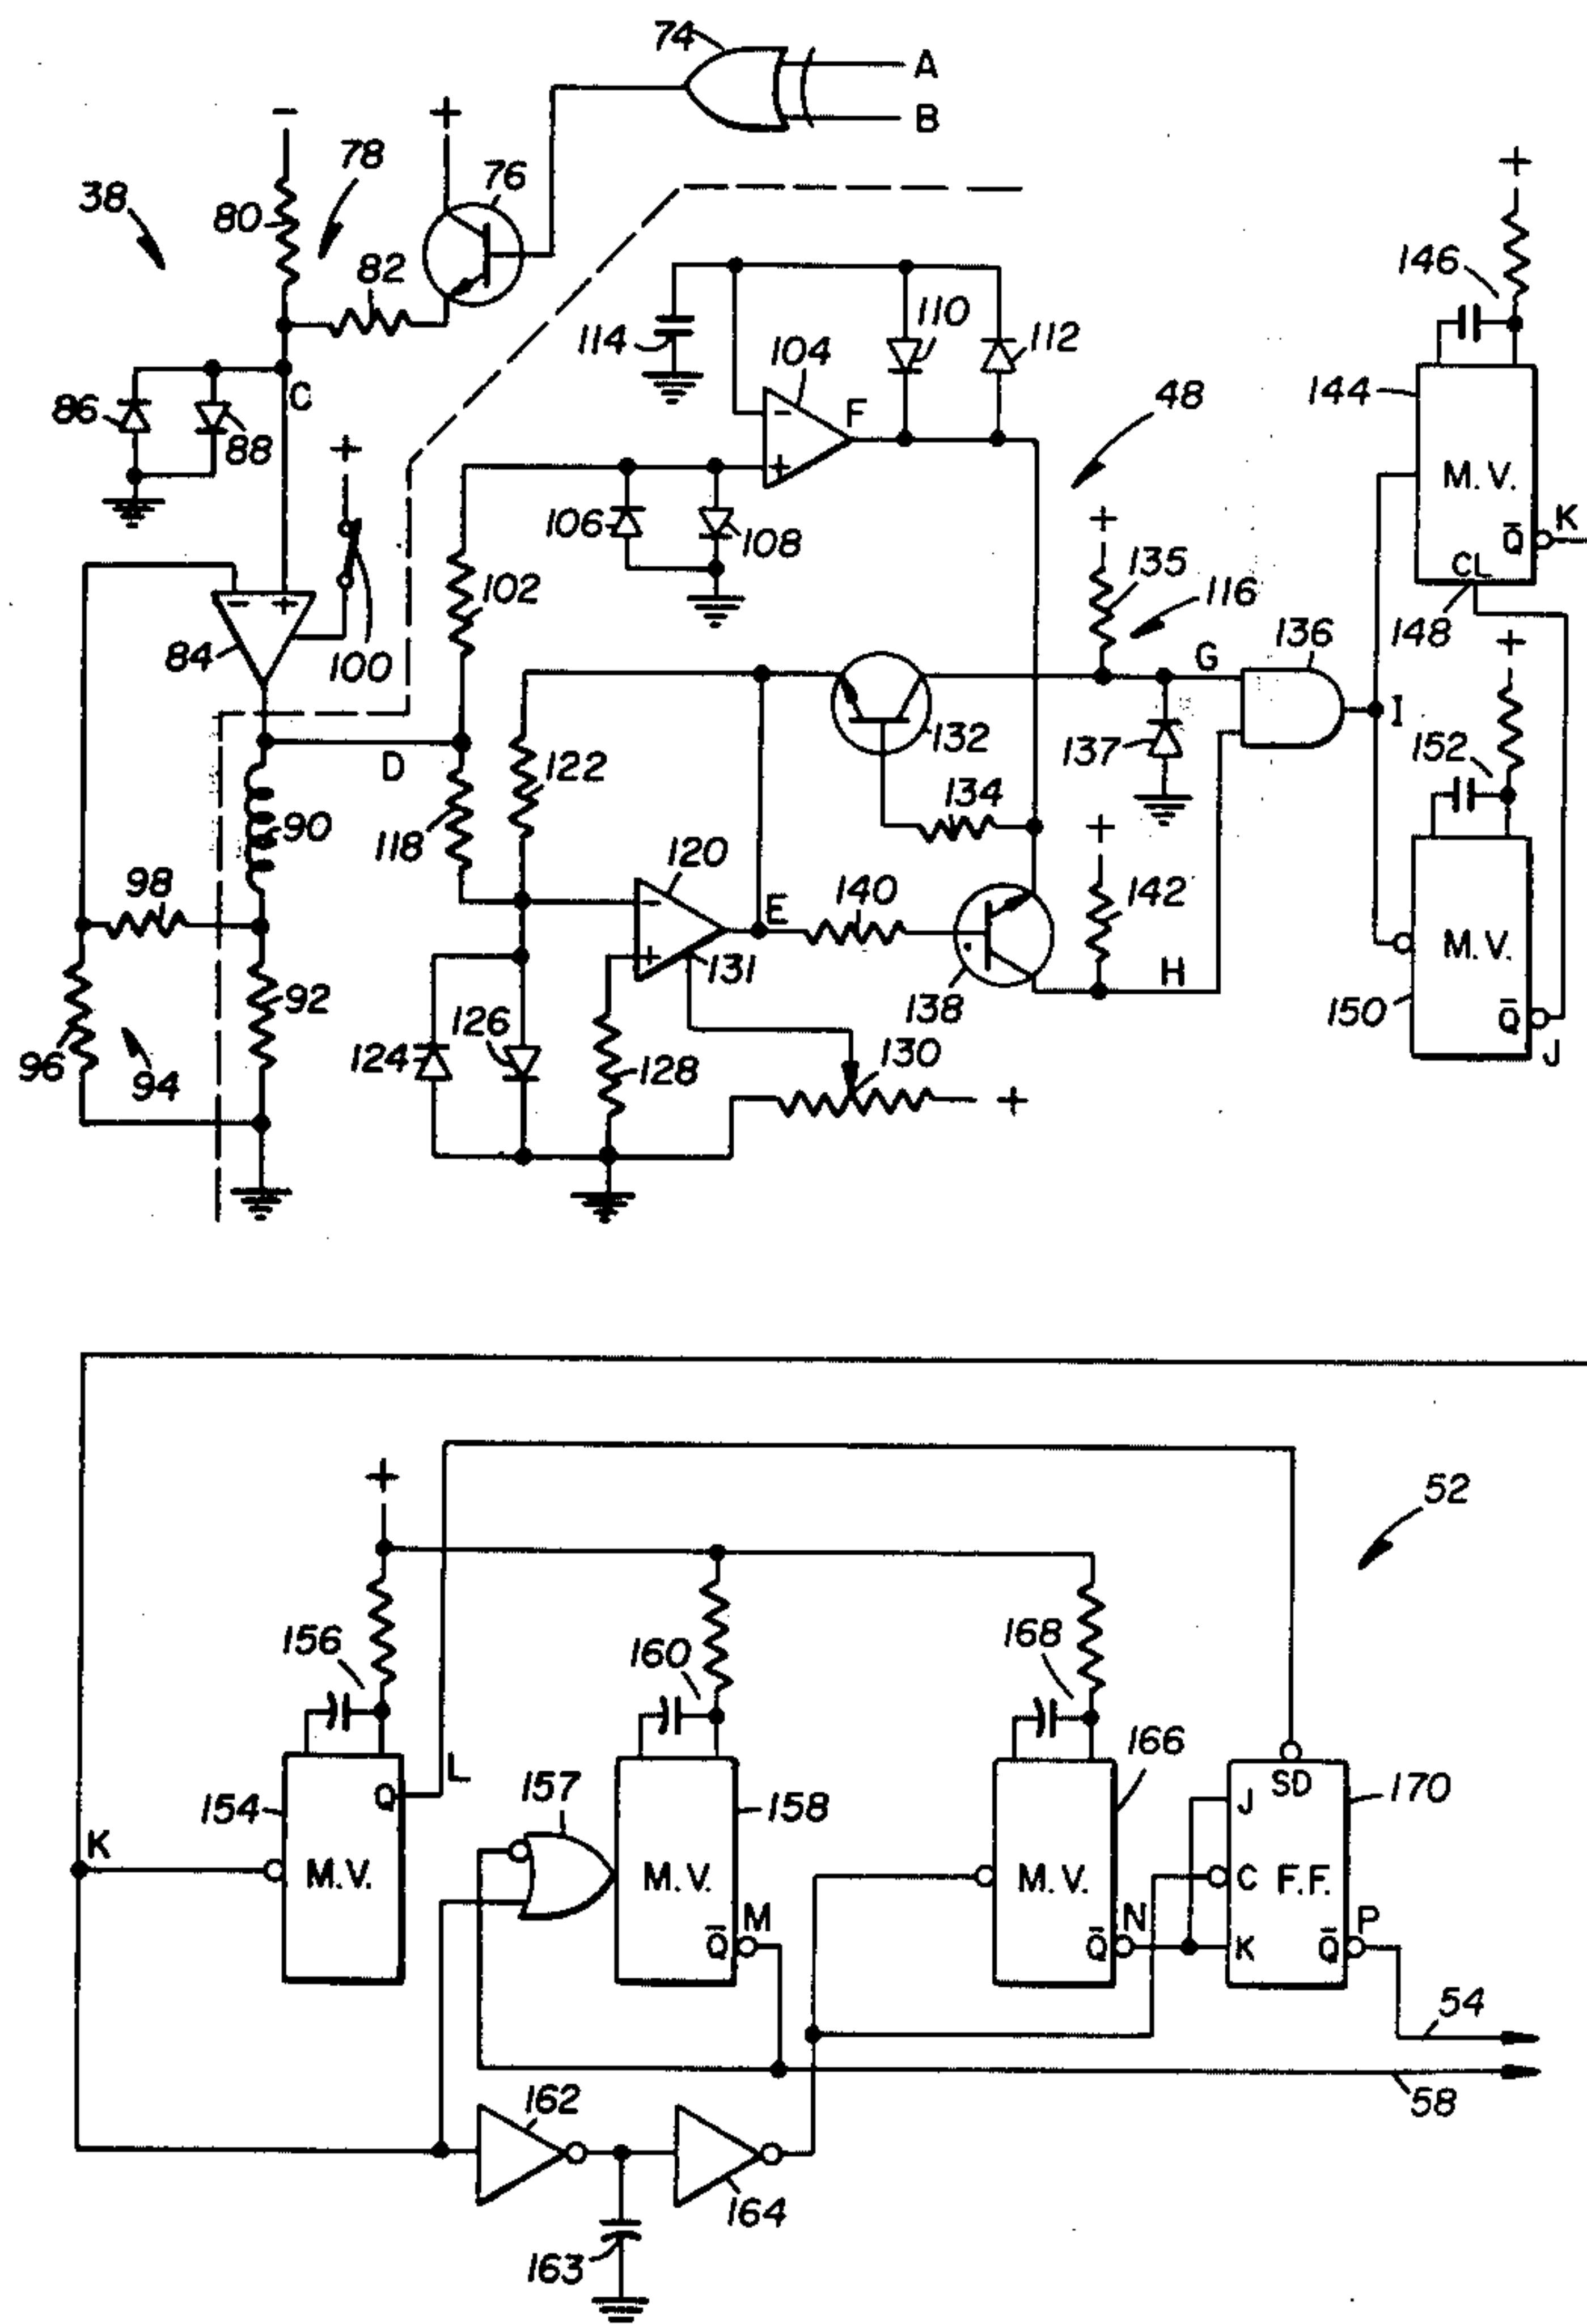 74
A
B
-
+
78
76
38
80
82
+
146
110
112
114
104
C
86
88
+
F
48
144
-
+
M. V.
106
108
+
K
Q̄
135
CL
102
116
- +
148
136
+
84
100
G
I
132
137
152
D
122
134
118
120
+
90
140
142
98
-
E
M. V.
+
131
H
92
138
150
Q̄
126
130
J
124
128
96
94
+
52
+
156
160
168
L
166
157
SD
154
Q
158
J
170
K
M. V.
M. V.
M. V.
C
F.F.
M
N
P
Q̄
Q̄
K
Q̄
54
162
58
164
163